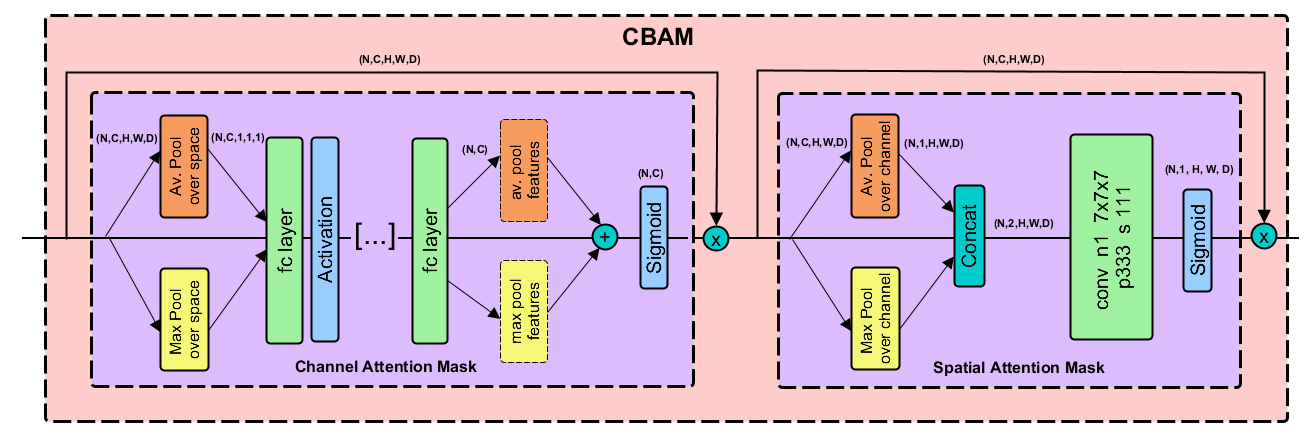 CBAM
(N,C,H,W,D)
(N,C,H,W,D)
(N,C,H,W,D)
Av. Pool
over space
(N,C,1,1,1)
Max Pool
over space
fc layer
Activation
[...]
fc layer
(N,C)
av. pool
features
max pool
features
+
(N,C)
Sigmoid
x
Channel Attention Mask
(N,C,H,W,D)
Av. Pool
over channel
(N,1,H,W,D)
Max Pool
over channel
Concat
(N,2,H,W,D)
conv n1 7x7x7
p333 s 111
(N,1, H, W, D)
Sigmoid
x
Spatial Attention Mask